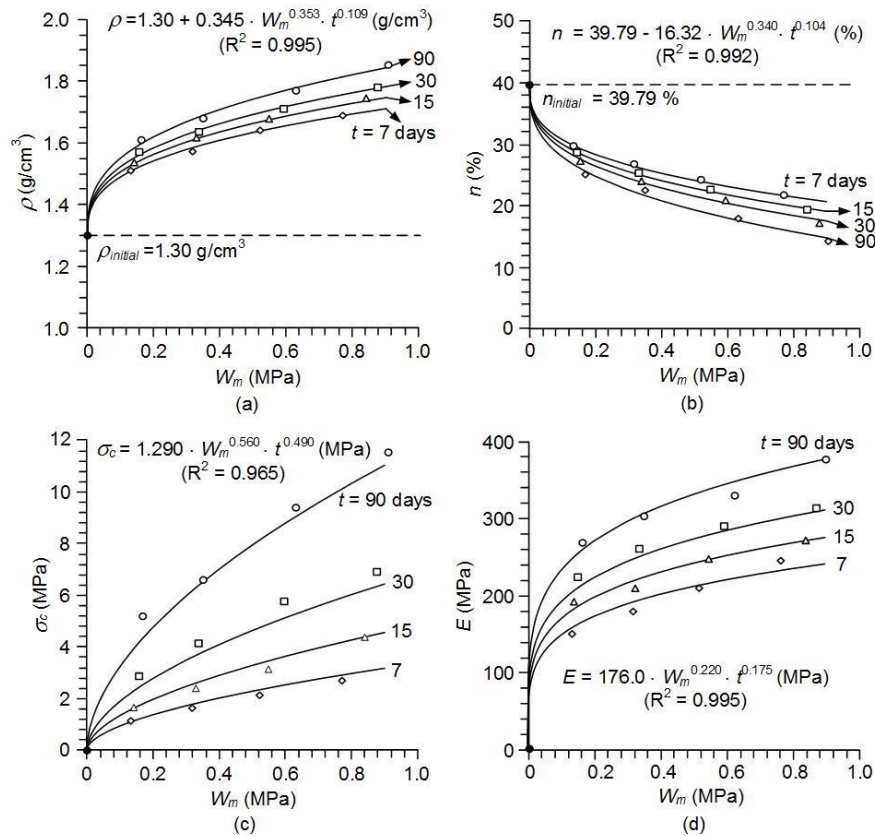 ρ =1.30 + 0.345 · Wm^0.353 · t^0.109 (g/cm³)
(R² = 0.995)
2.0
1.8
1.6
1.4
1.2
1.0
ρ (g/cm³)
90
30
15
t = 7 days
ρinitial =1.30 g/cm³
0 0.2 0.4 0.6 0.8 1.0
Wm (MPa)
(a)
n = 39.79 - 16.32 · Wm^0.340 · t^0.104 (%)
(R² = 0.992)
50
40
30
20
10
0
n (%)
ninitial = 39.79 %
t = 7 days
15
30
90
0 0.2 0.4 0.6 0.8 1.0
Wm (MPa)
(b)
σc = 1.290 · Wm^0.560 · t^0.490 (MPa)
(R² = 0.965)
12
10
8
6
4
2
0
σc (MPa)
t = 90 days
30
15
7
0 0.2 0.4 0.6 0.8 1.0
Wm (MPa)
(c)
400
300
200
100
0
E (MPa)
t = 90 days
30
15
7
E = 176.0 · Wm^0.220 · t^0.175 (MPa)
(R² = 0.995)
0 0.2 0.4 0.6 0.8 1.0
Wm (MPa)
(d)